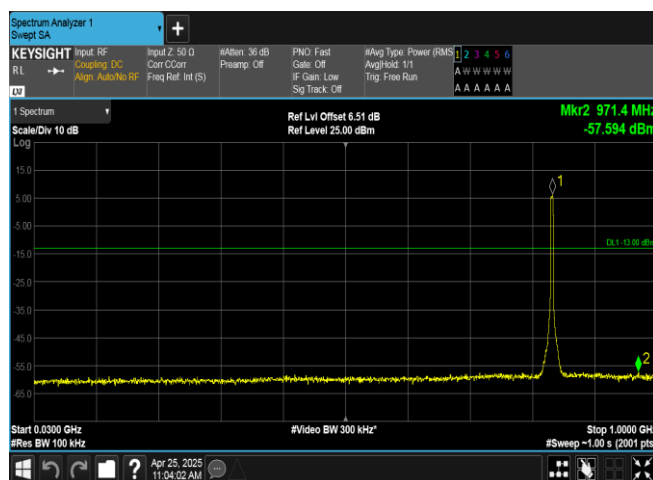 Spectrum Analyzer 1
Swept SA
+
KEYSIGHT Input: RF Input Z: 50 Ω #Atten: 36 dB PNO: Fast #Avg Type: Power (RMS 1 2 3 4 5 6
RL Coupling: DC Corr CCorr Preamp: Off Gate: Off Avg|Hold: 1/1 A W W W W W
Align: Auto/No RF Freq Ref: Int (S) IF Gain: Low Trig: Free Run
LXI Sig Track: Off A A A A A A
1 Spectrum Ref Lvl Offset 6.51 dB Mkr2 971.4 MHz
Scale/Div 10 dB Ref Level 25.00 dBm -57.594 dBm
Log
15.0
5.00
-5.00
-15.0
-25.0
-35.0
-45.0
-55.0
-65.0
1
DL1 -13.00 dBm
2
Start 0.0300 GHz #Video BW 300 kHz* Stop 1.0000 GHz
#Res BW 100 kHz #Sweep ~1.00 s (2001 pts
? Apr 25, 2025
11:04:02 AM